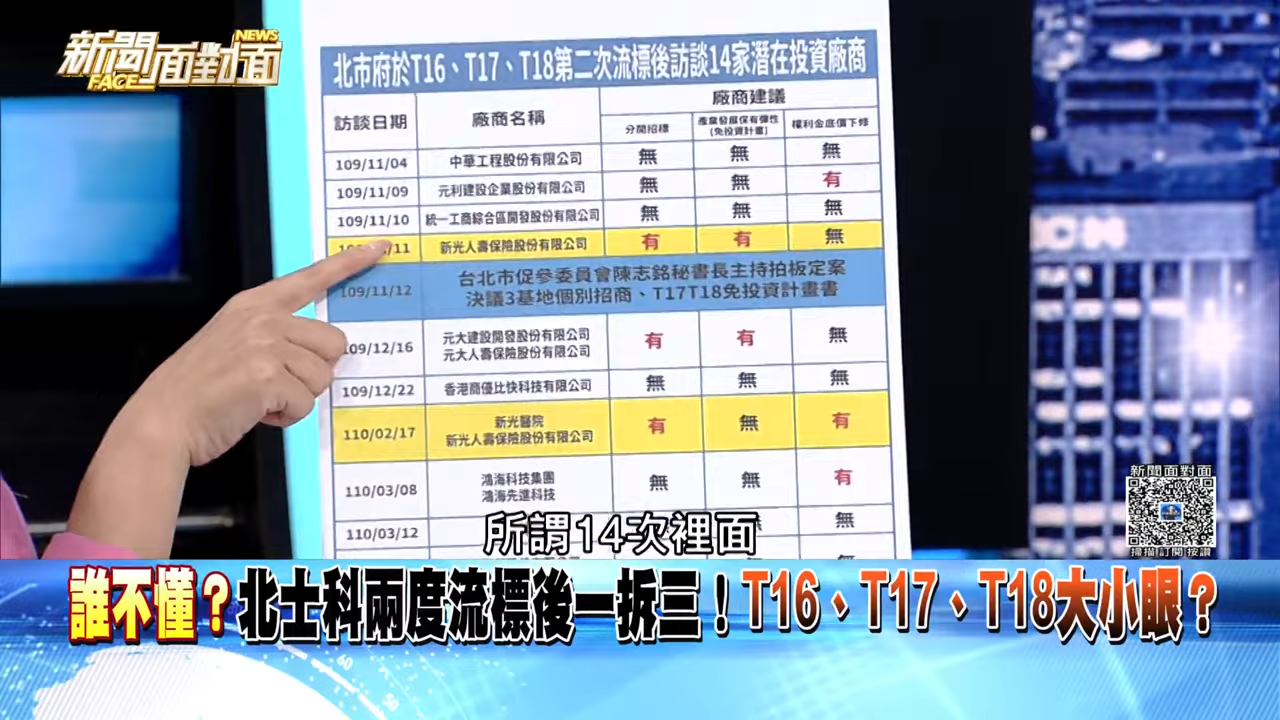 新聞面對面
NEWS
FACE
北市府於T16、T17、T18第二次流標後訪談14家潛在投資廠商
訪談日期 廠商名稱 廠商建議
分開招標 產業發展保有彈性(免投資計畫) 權利金底價下修
109/11/04 中華工程股份有限公司 無 無 無
109/11/09 元利建設企業股份有限公司 無 無 有
109/11/10 統一工商綜合區開發股份有限公司 無 無 無
11 新光人壽保險股份有限公司 有 有 無
109/11/12 台北市促參委員會陳志銘秘書長主持拍板定案
決議3基地個別招商、T17T18免投資計畫書
109/12/16 元大建設開發股份有限公司 有 有 無
元大人壽保險股份有限公司
109/12/22 香港商優比快科技有限公司 無 無 無
110/02/17 新光醫院 有 無 有
新光人壽保險股份有限公司
110/03/08 鴻海科技集團 無 無 有
鴻海先進科技
110/03/12 無
新聞面對面
掃描訂閱按讚
所謂14次裡面
誰不懂？北士科兩度流標後一拆三！T16、T17、T18大小眼？